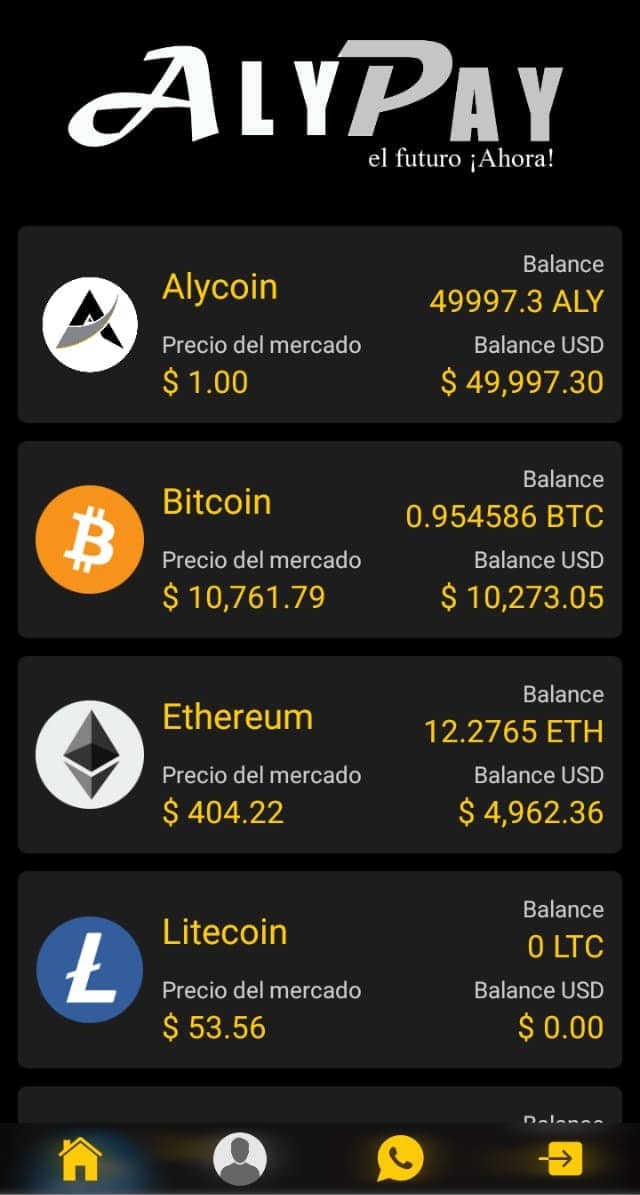 ALYPAY
el futuro ¡Ahora!
Alycoin
Balance
49997.3 ALY
Precio del mercado
Balance USD
$ 1.00
$ 49,997.30
Bitcoin
Balance
0.954586 BTC
Precio del mercado
Balance USD
$ 10,761.79
$ 10,273.05
Ethereum
Balance
12.2765 ETH
Precio del mercado
Balance USD
$ 404.22
$ 4,962.36
Litecoin
Balance
0 LTC
Precio del mercado
Balance USD
$ 53.56
$ 0.00
Balance